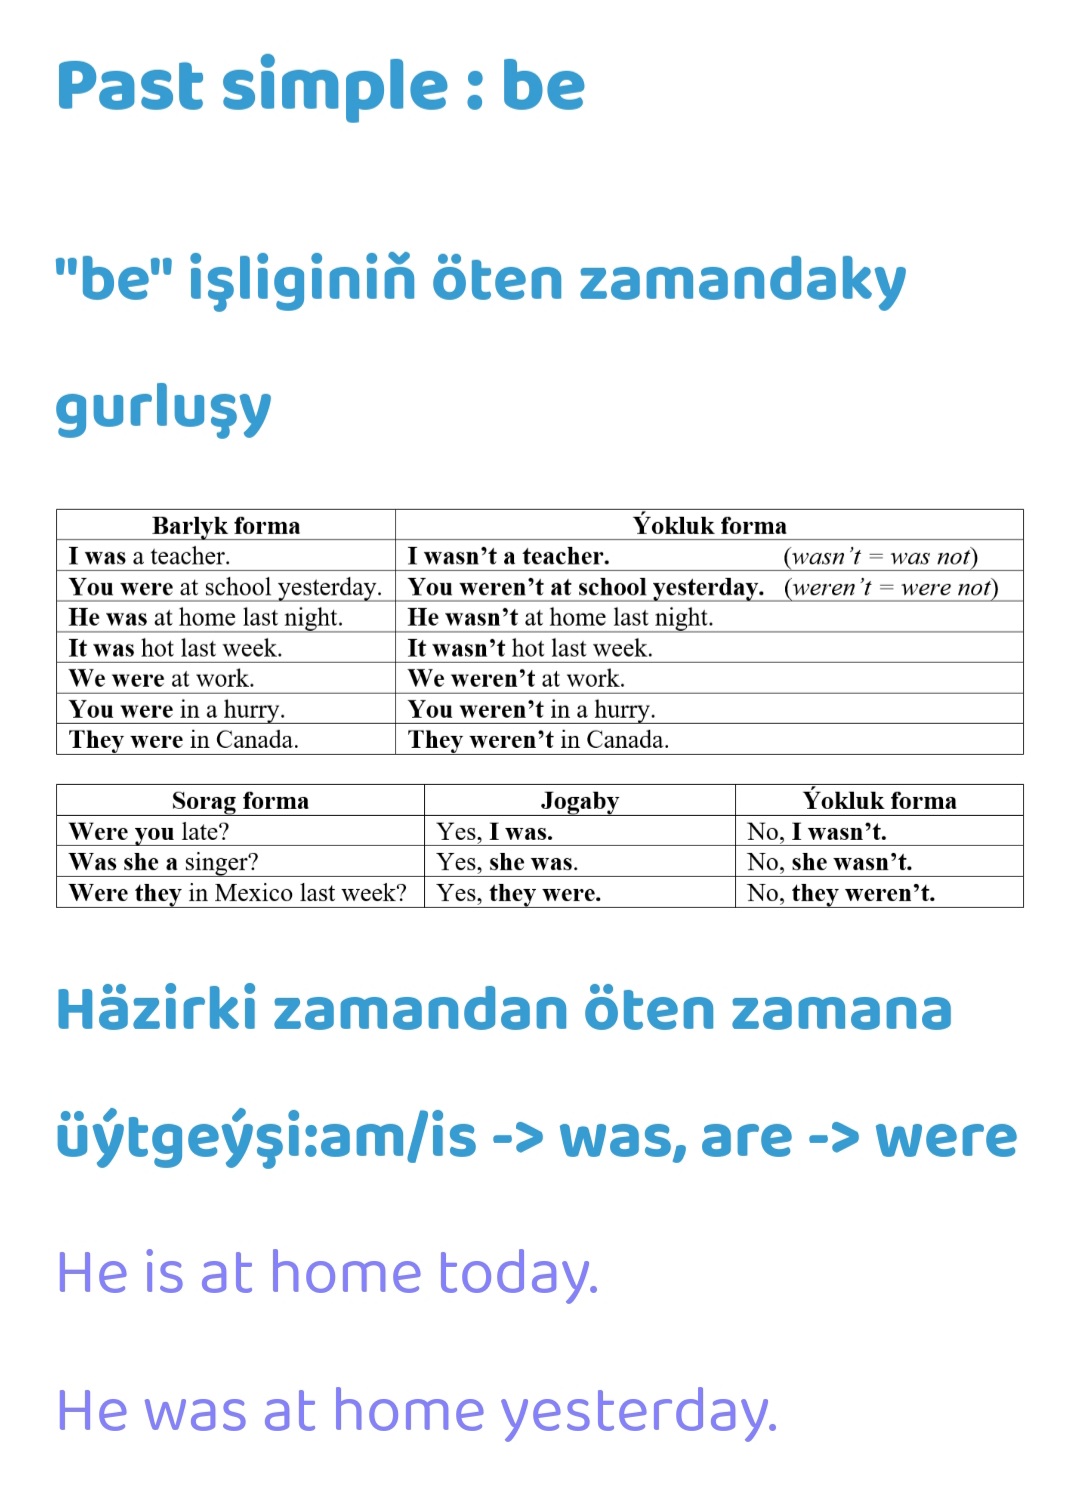 Past simple : be
"be" işliginiň öten zamandaky
gurluşy
Barlyk forma Ýokluk forma
I was a teacher. I wasn’t a teacher. (wasn’t = was not)
You were at school yesterday. You weren’t at school yesterday. (weren’t = were not)
He was at home last night. He wasn’t at home last night.
It was hot last week. It wasn’t hot last week.
We were at work. We weren’t at work.
You were in a hurry. You weren’t in a hurry.
They were in Canada. They weren’t in Canada.
Sorag forma Jogaby Ýokluk forma
Were you late? Yes, I was. No, I wasn’t.
Was she a singer? Yes, she was. No, she wasn’t.
Were they in Mexico last week? Yes, they were. No, they weren’t.
Häzirki zamandan öten zamana
üýtgeýşi:am/is -> was, are -> were
He is at home today.
He was at home yesterday.